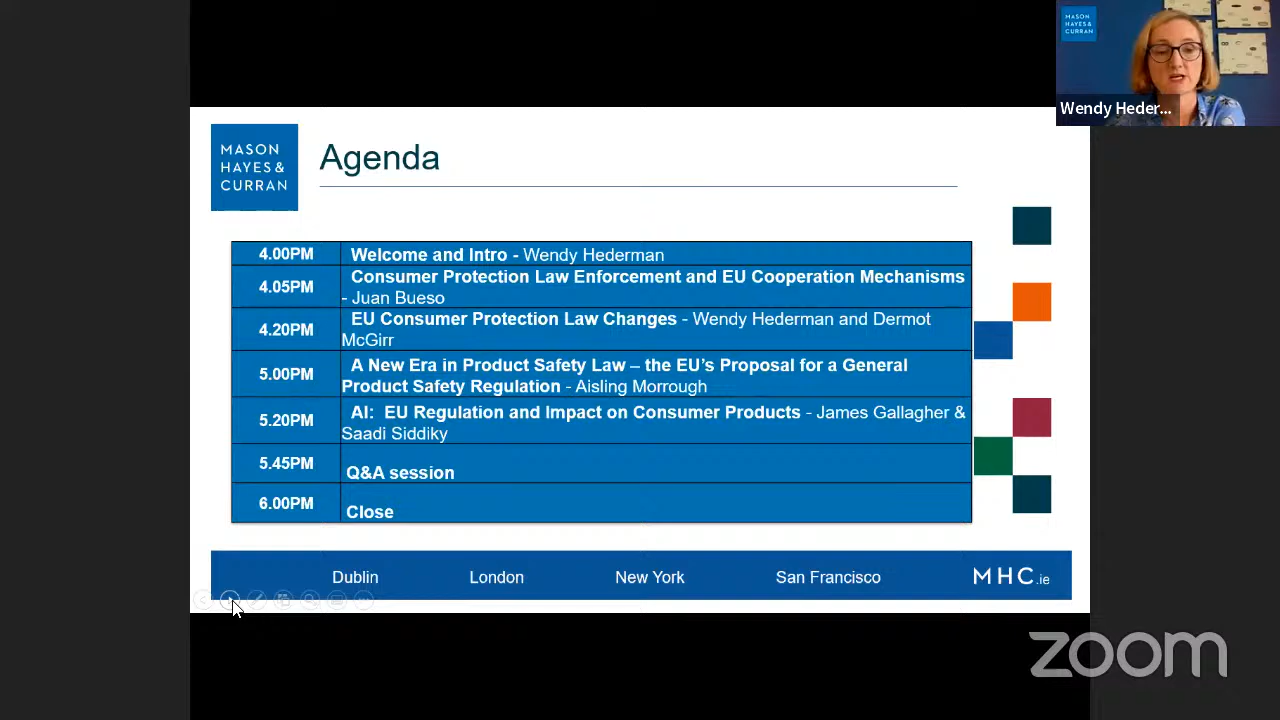 MASON
HAYES &
CURRAN
Wendy Heder...
MASON
HAYES &
CURRAN
Agenda
4.00PM Welcome and Intro - Wendy Hederman
4.05PM Consumer Protection Law Enforcement and EU Cooperation Mechanisms
- Juan Bueso
4.20PM EU Consumer Protection Law Changes - Wendy Hederman and Dermot
McGirr
5.00PM A New Era in Product Safety Law – the EU’s Proposal for a General
Product Safety Regulation - Aisling Morrough
5.20PM AI: EU Regulation and Impact on Consumer Products - James Gallagher &
Saadi Siddiky
5.45PM Q&A session
6.00PM Close
Dublin London New York San Francisco MHC.ie
zoom